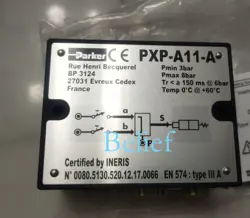 Parker CE PXP-A11-A
Rue Henri Becquerel
BP 3124
27031 Evreux Cedex
France
Pmin 3bar
Pmax 8bar
Tr < à 150 ms @ 6bar
Temp 0°C @ +60°C
a
b
S
P
Belief
Certified by INERIS
N° 0080.5130.520.12.17.0066 EN 574 : type III A